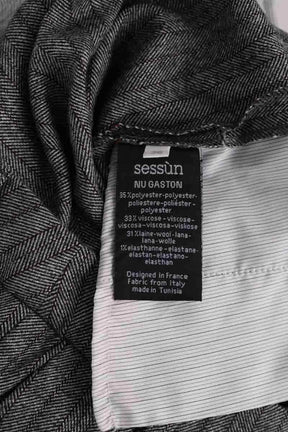 sessùn
NU GASTON
35%polyester-polyester-
poliestere-poliéster-
polyester
33% viscose - viscose-
viscosa -viscosa-viskose
31%laine-wool-lana-
lana-wolle
1%elasthanne - elastane-
elastan-elastano-
elasthan
Designed in France
Fabric from Italy
made in Tunisia